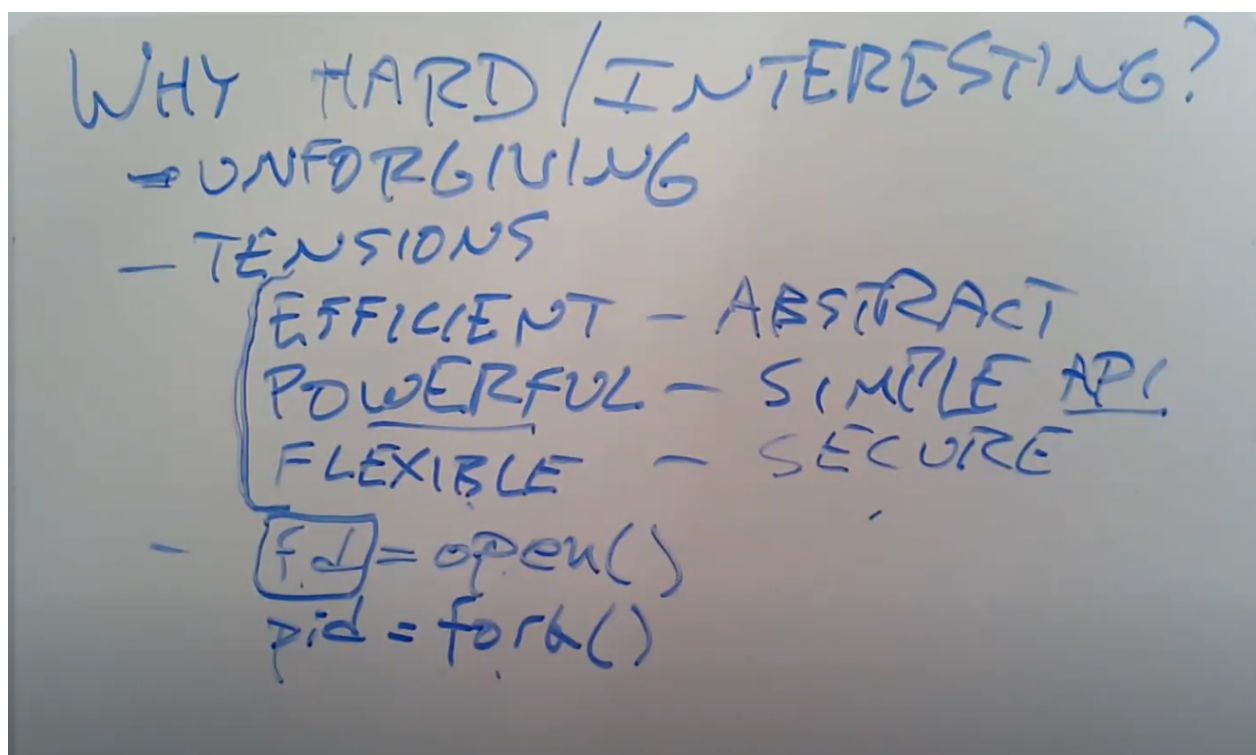 WHY HARD/INTERESTING?
- UNFORGIVING
- TENSIONS
EFFICIENT - ABSTRACT
POWERFUL - SIMPLE API
FLEXIBLE - SECURE
- fd = open()
pid = fork()